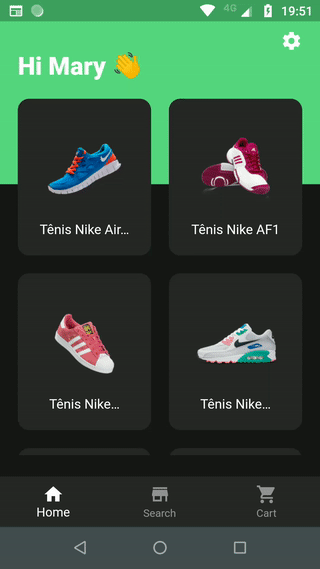 4G 19:51
Hi Mary 👋
Tênis Nike Air...
Tênis Nike AF1
Tênis Nike...
Tênis Nike...
Home
Search
Cart